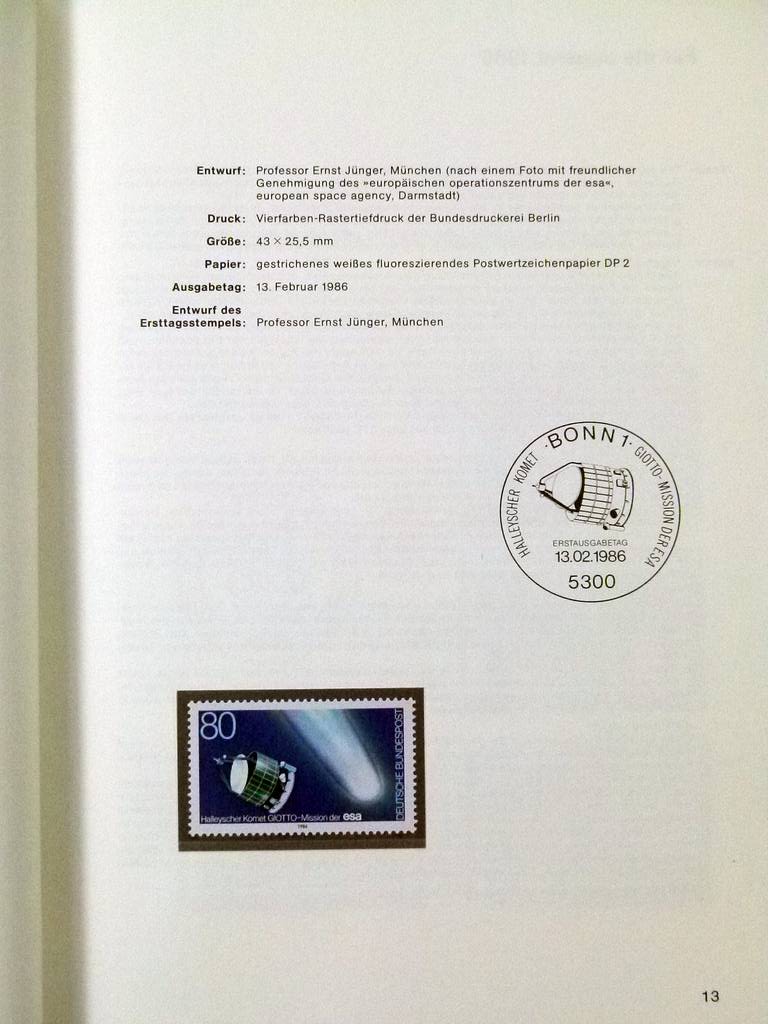 Entwurf: Professor Ernst Jünger, München (nach einem Foto mit freundlicher
Genehmigung des »europäischen operationszentrums der esa«,
european space agency, Darmstadt)
Druck: Vierfarben-Rastertiefdruck der Bundesdruckerei Berlin
Größe: 43 × 25,5 mm
Papier: gestrichenes weißes fluoreszierendes Postwertzeichenpapier DP 2
Ausgabetag: 13. Februar 1986
Entwurf des
Ersttagsstempels: Professor Ernst Jünger, München
HALLEYSCHER KOMET · BONN 1 · GIOTTO-MISSION DER ESA
ERSTAUSGABETAG
13.02.1986
5300
80
DEUTSCHE BUNDESPOST
Halleyscher Komet GIOTTO-Mission der esa
1986
13